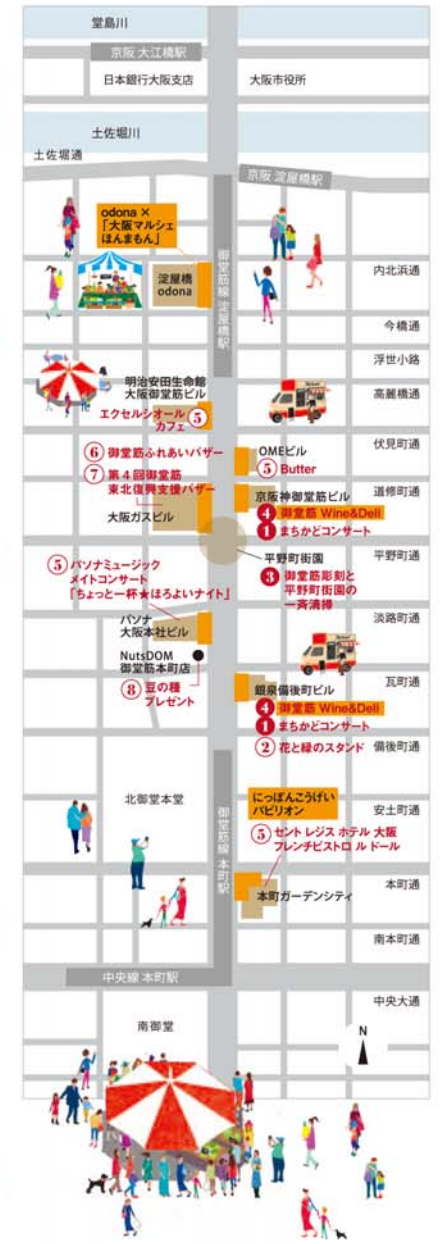 堂島川
京阪 大江橋駅
日本銀行大阪支店
大阪市役所
土佐堀川
土佐堀通
京阪 淀屋橋駅
odona ×
「大阪マルシェ
ほんまもん」
淀屋橋
odona
御堂筋線 淀屋橋駅
内北浜通
今橋通
浮世小路
明治安田生命館
大阪御堂筋ビル
エクセルシオール
カフェ
⑤
高麗橋通
⑥ 御堂筋ふれあいバザー
OMEビル
⑤ Butter
伏見町通
⑦ 第4回御堂筋
東北復興支援バザー
大阪ガスビル
京阪神御堂筋ビル
④ 御堂筋 Wine&Deli
① まちかどコンサート
道修町通
平野町街園
③ 御堂筋彫刻と
平野町街園の
一斉清掃
平野町通
⑤ パソナミュージック
メイトコンサート
「ちょっと一杯★ほろよいナイト」
パソナ
大阪本社ビル
淡路町通
NutsDOM
御堂筋本町店
⑧ 豆の種
プレゼント
瓦町通
銀泉備後町ビル
④ 御堂筋 Wine&Deli
① まちかどコンサート
② 花と緑のスタンド
備後町通
北御堂本堂
御堂筋線 本町駅
にっぽんこうげい
パビリオン
安土町通
⑤ セント レジス ホテル 大阪
フレンチビストロ ル ドール
本町通
本町ガーデンシティ
南本町通
中央線 本町駅
中央大通
南御堂
N